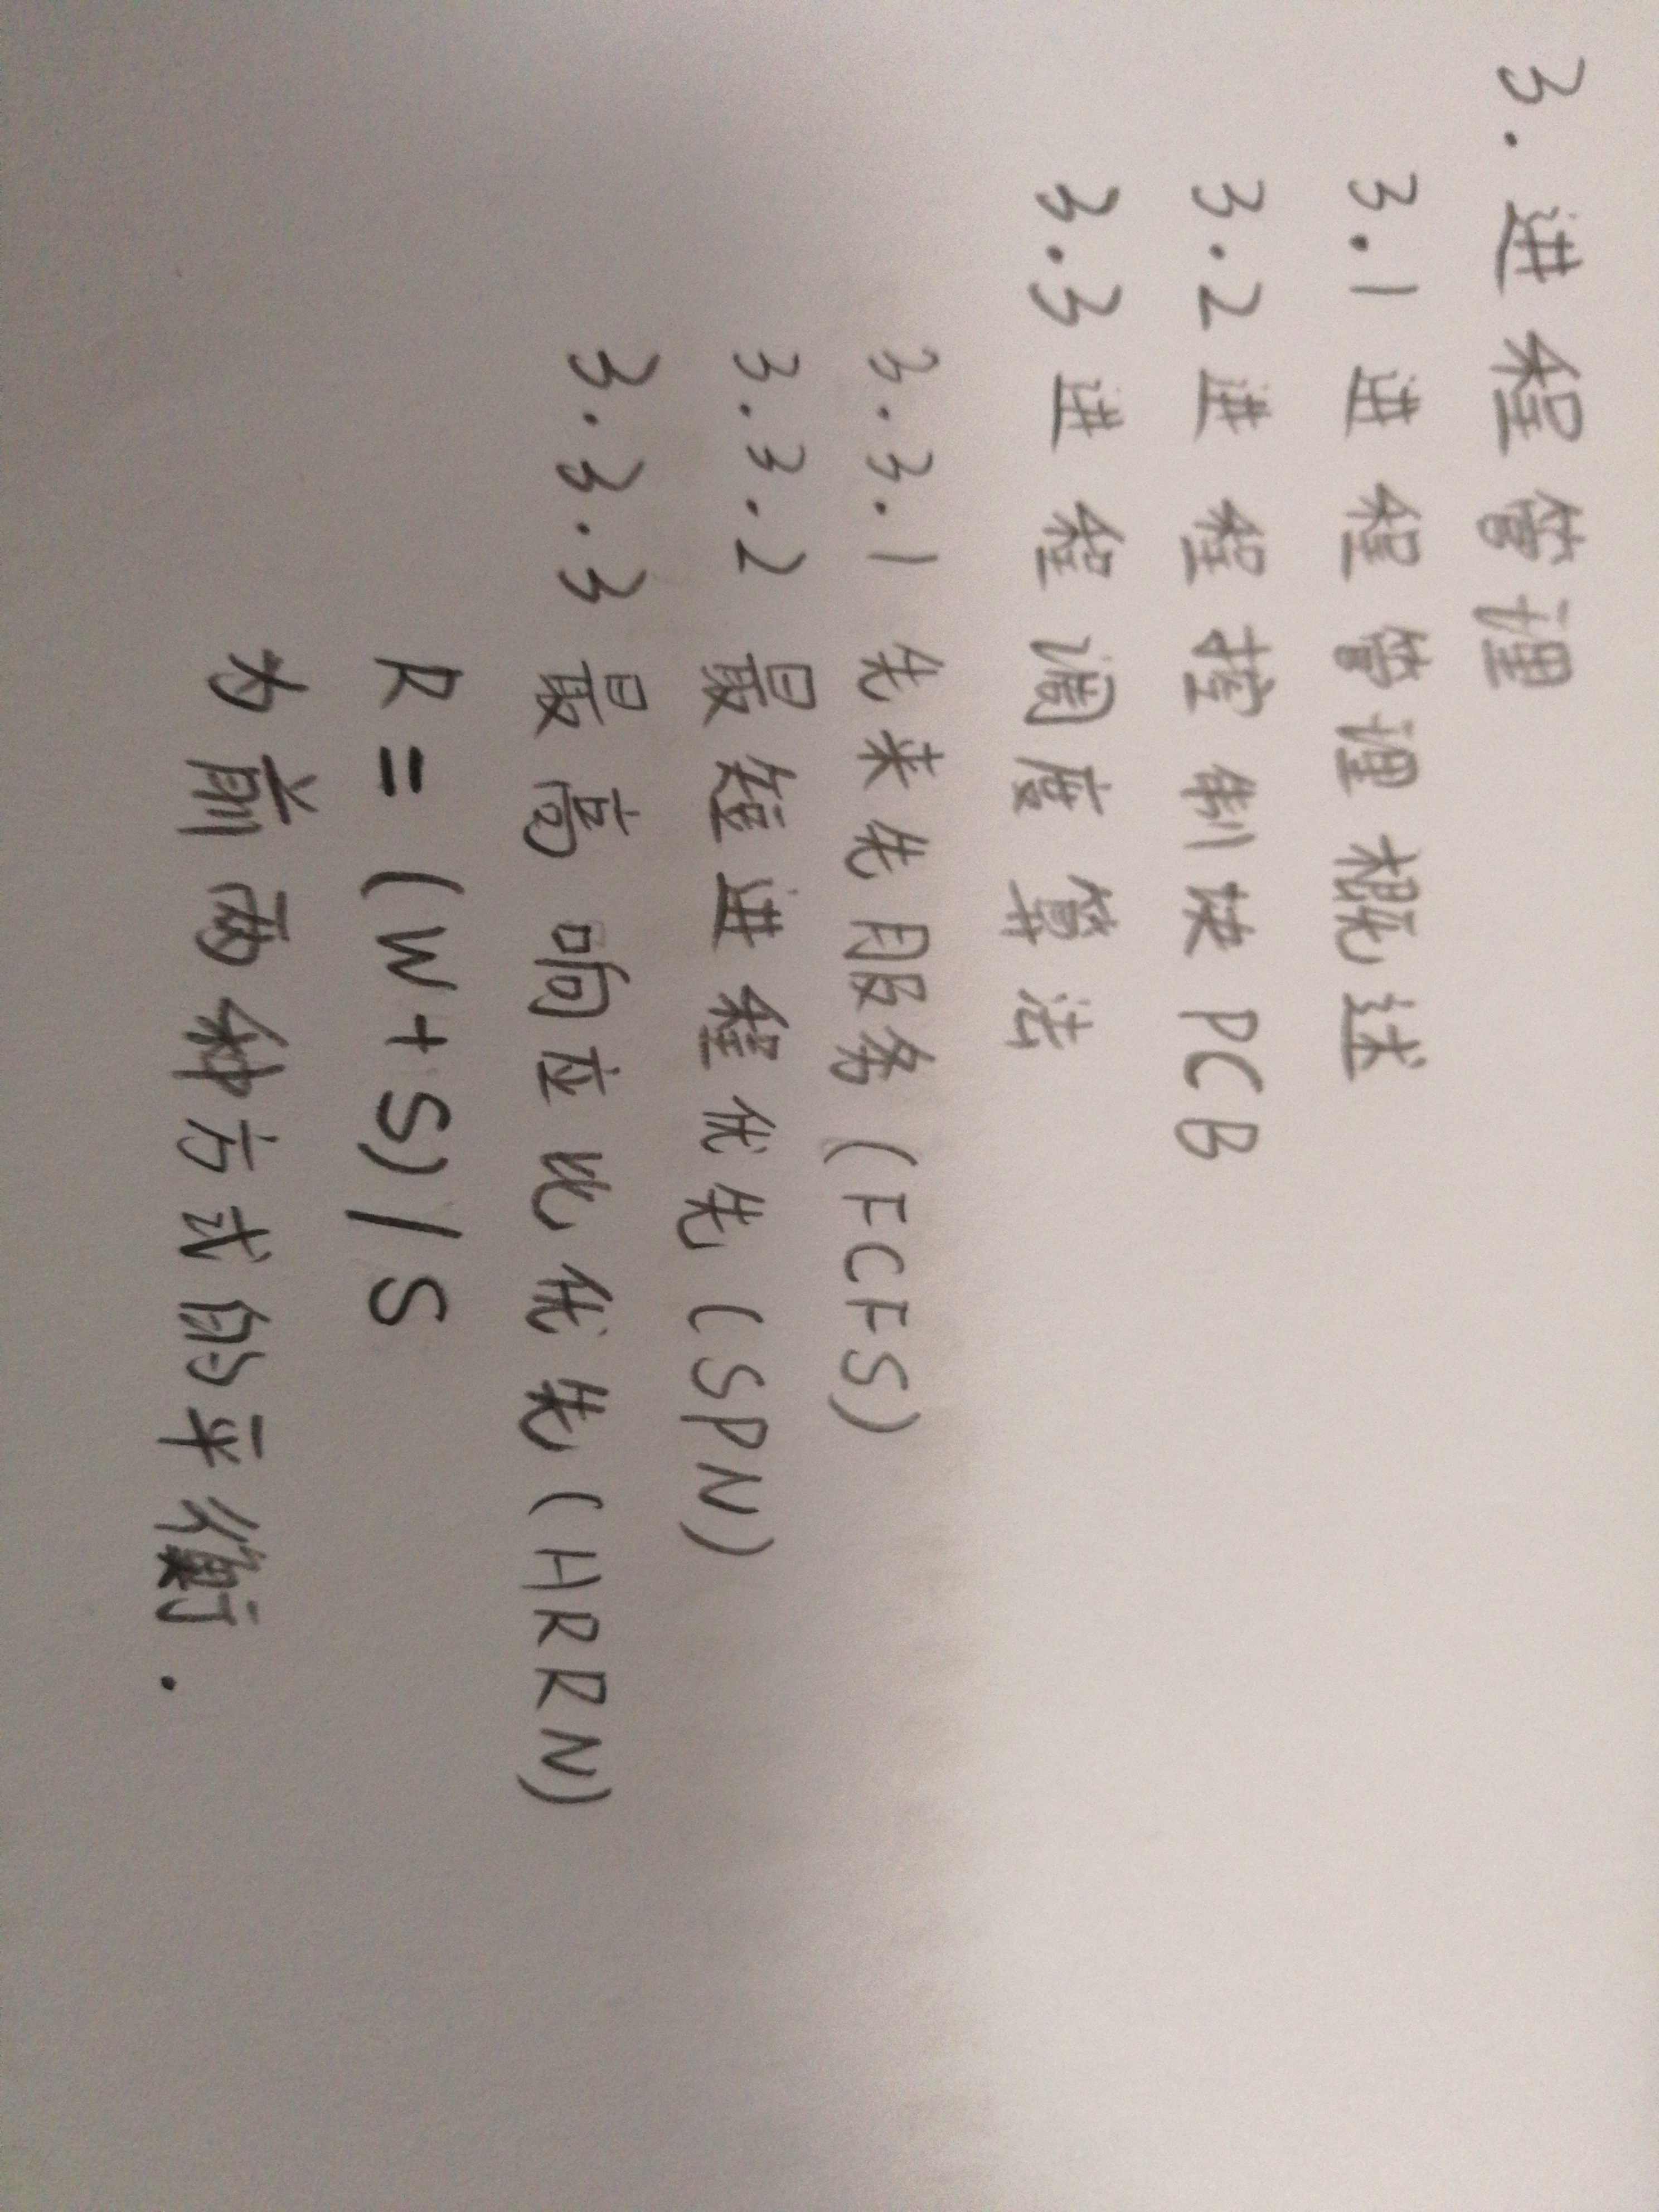 3.进程管理
3.1进程管理概述
3.2进程控制块PCB
3.3进程调度算法
3.3.1先来先服务(FCFS)
3.3.2最短进程优先(SPN)
3.3.3最高响应比优先(HRRN)
R=(W+S)/S
为前两种方式的平衡.